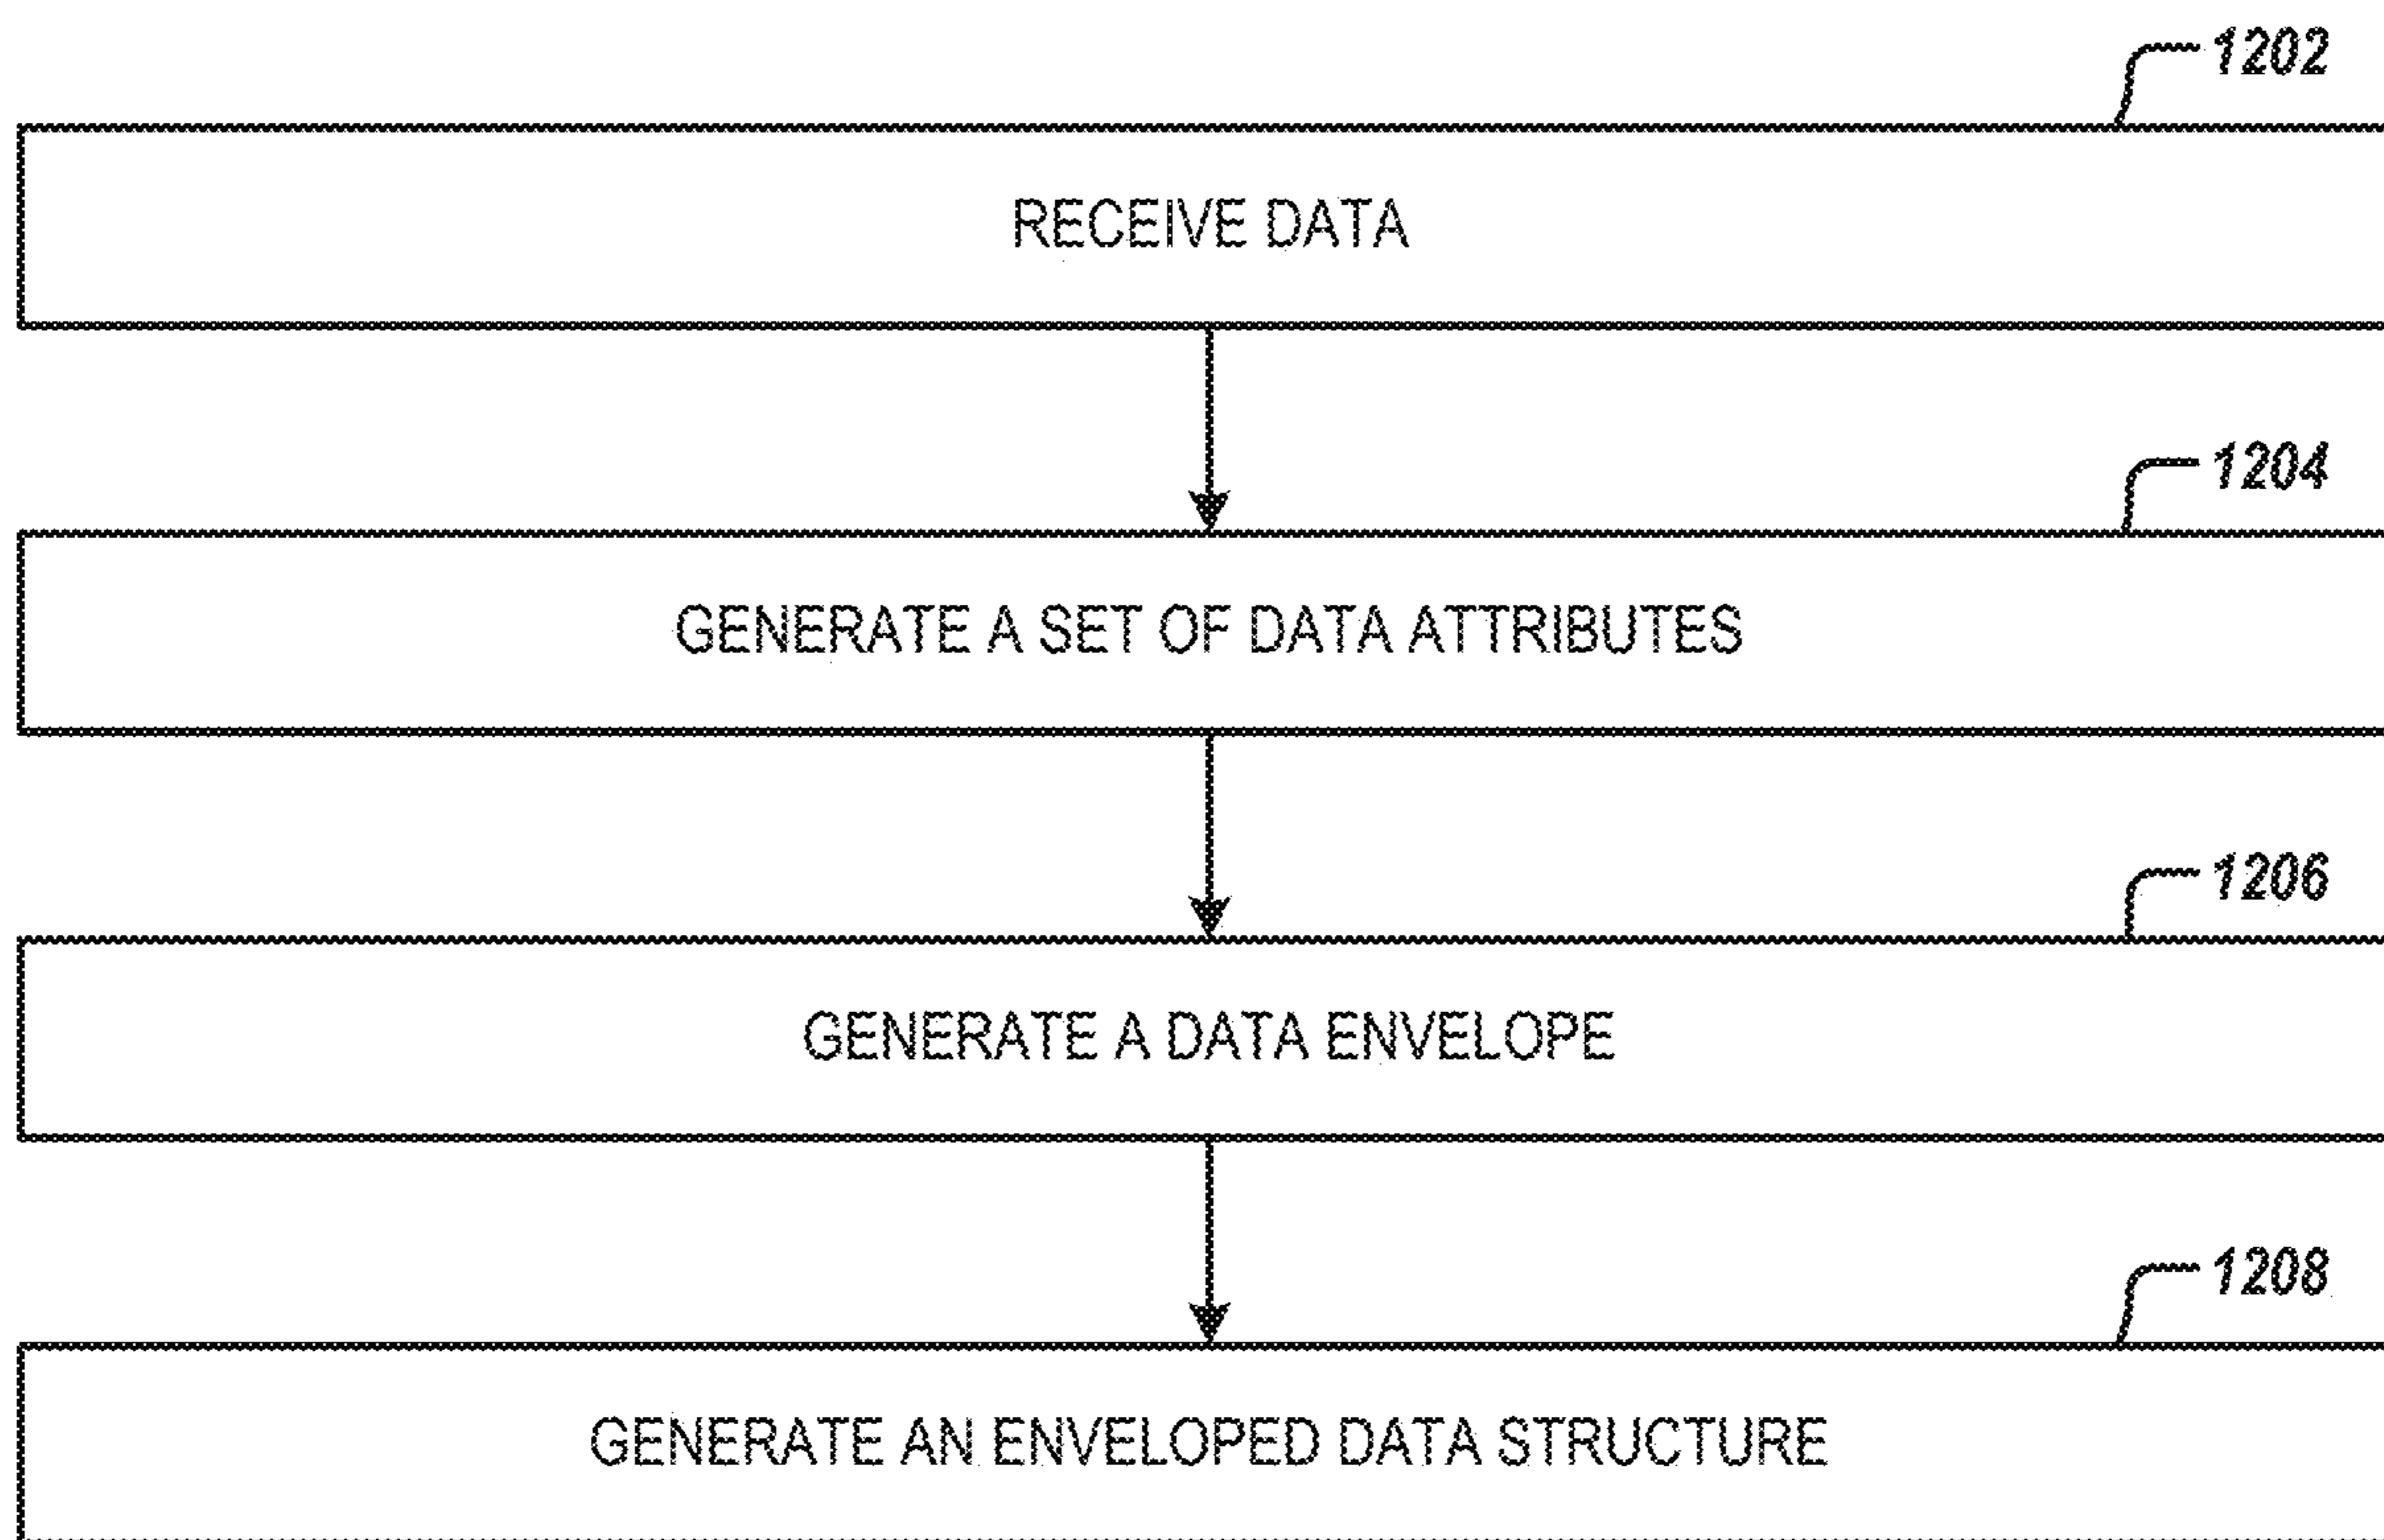 1202
RECEIVE DATA
1204
GENERATE A SET OF DATA ATTRIBUTES
1206
GENERATE A DATA ENVELOPE
1208
GENERATE AN ENVELOPED DATA STRUCTURE